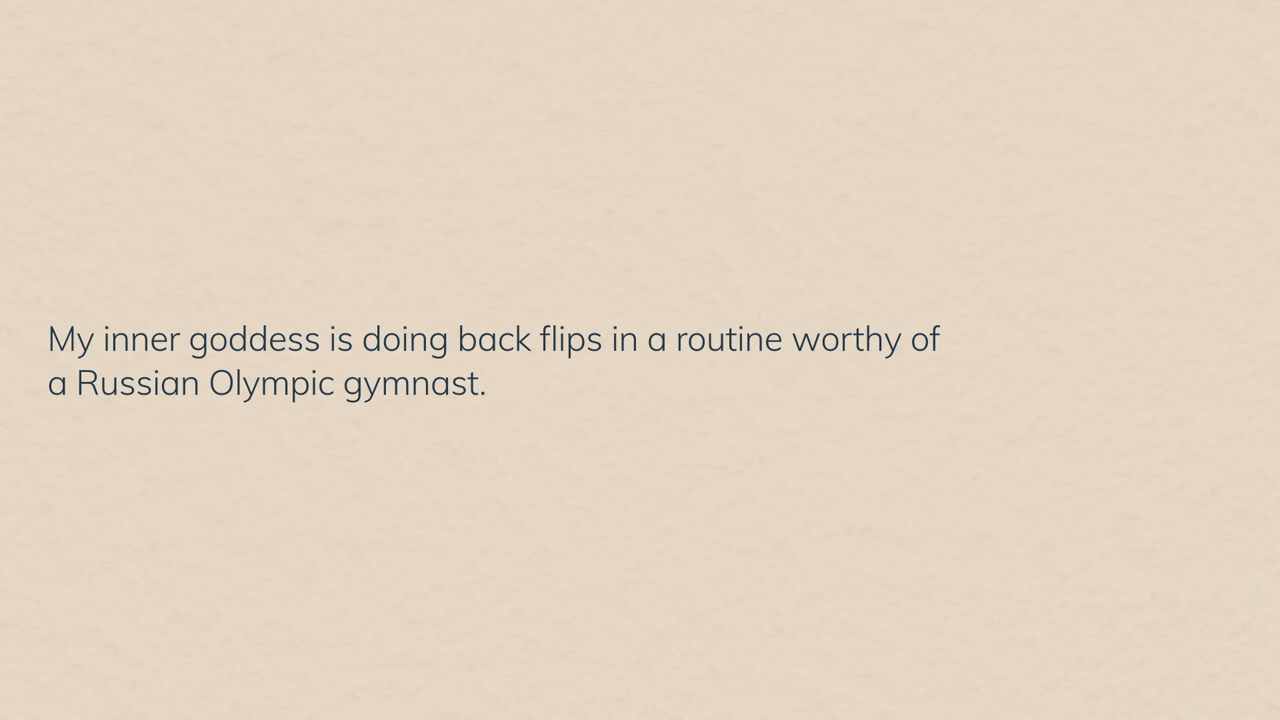 My inner goddess is doing back flips in a routine worthy of
a Russian Olympic gymnast.